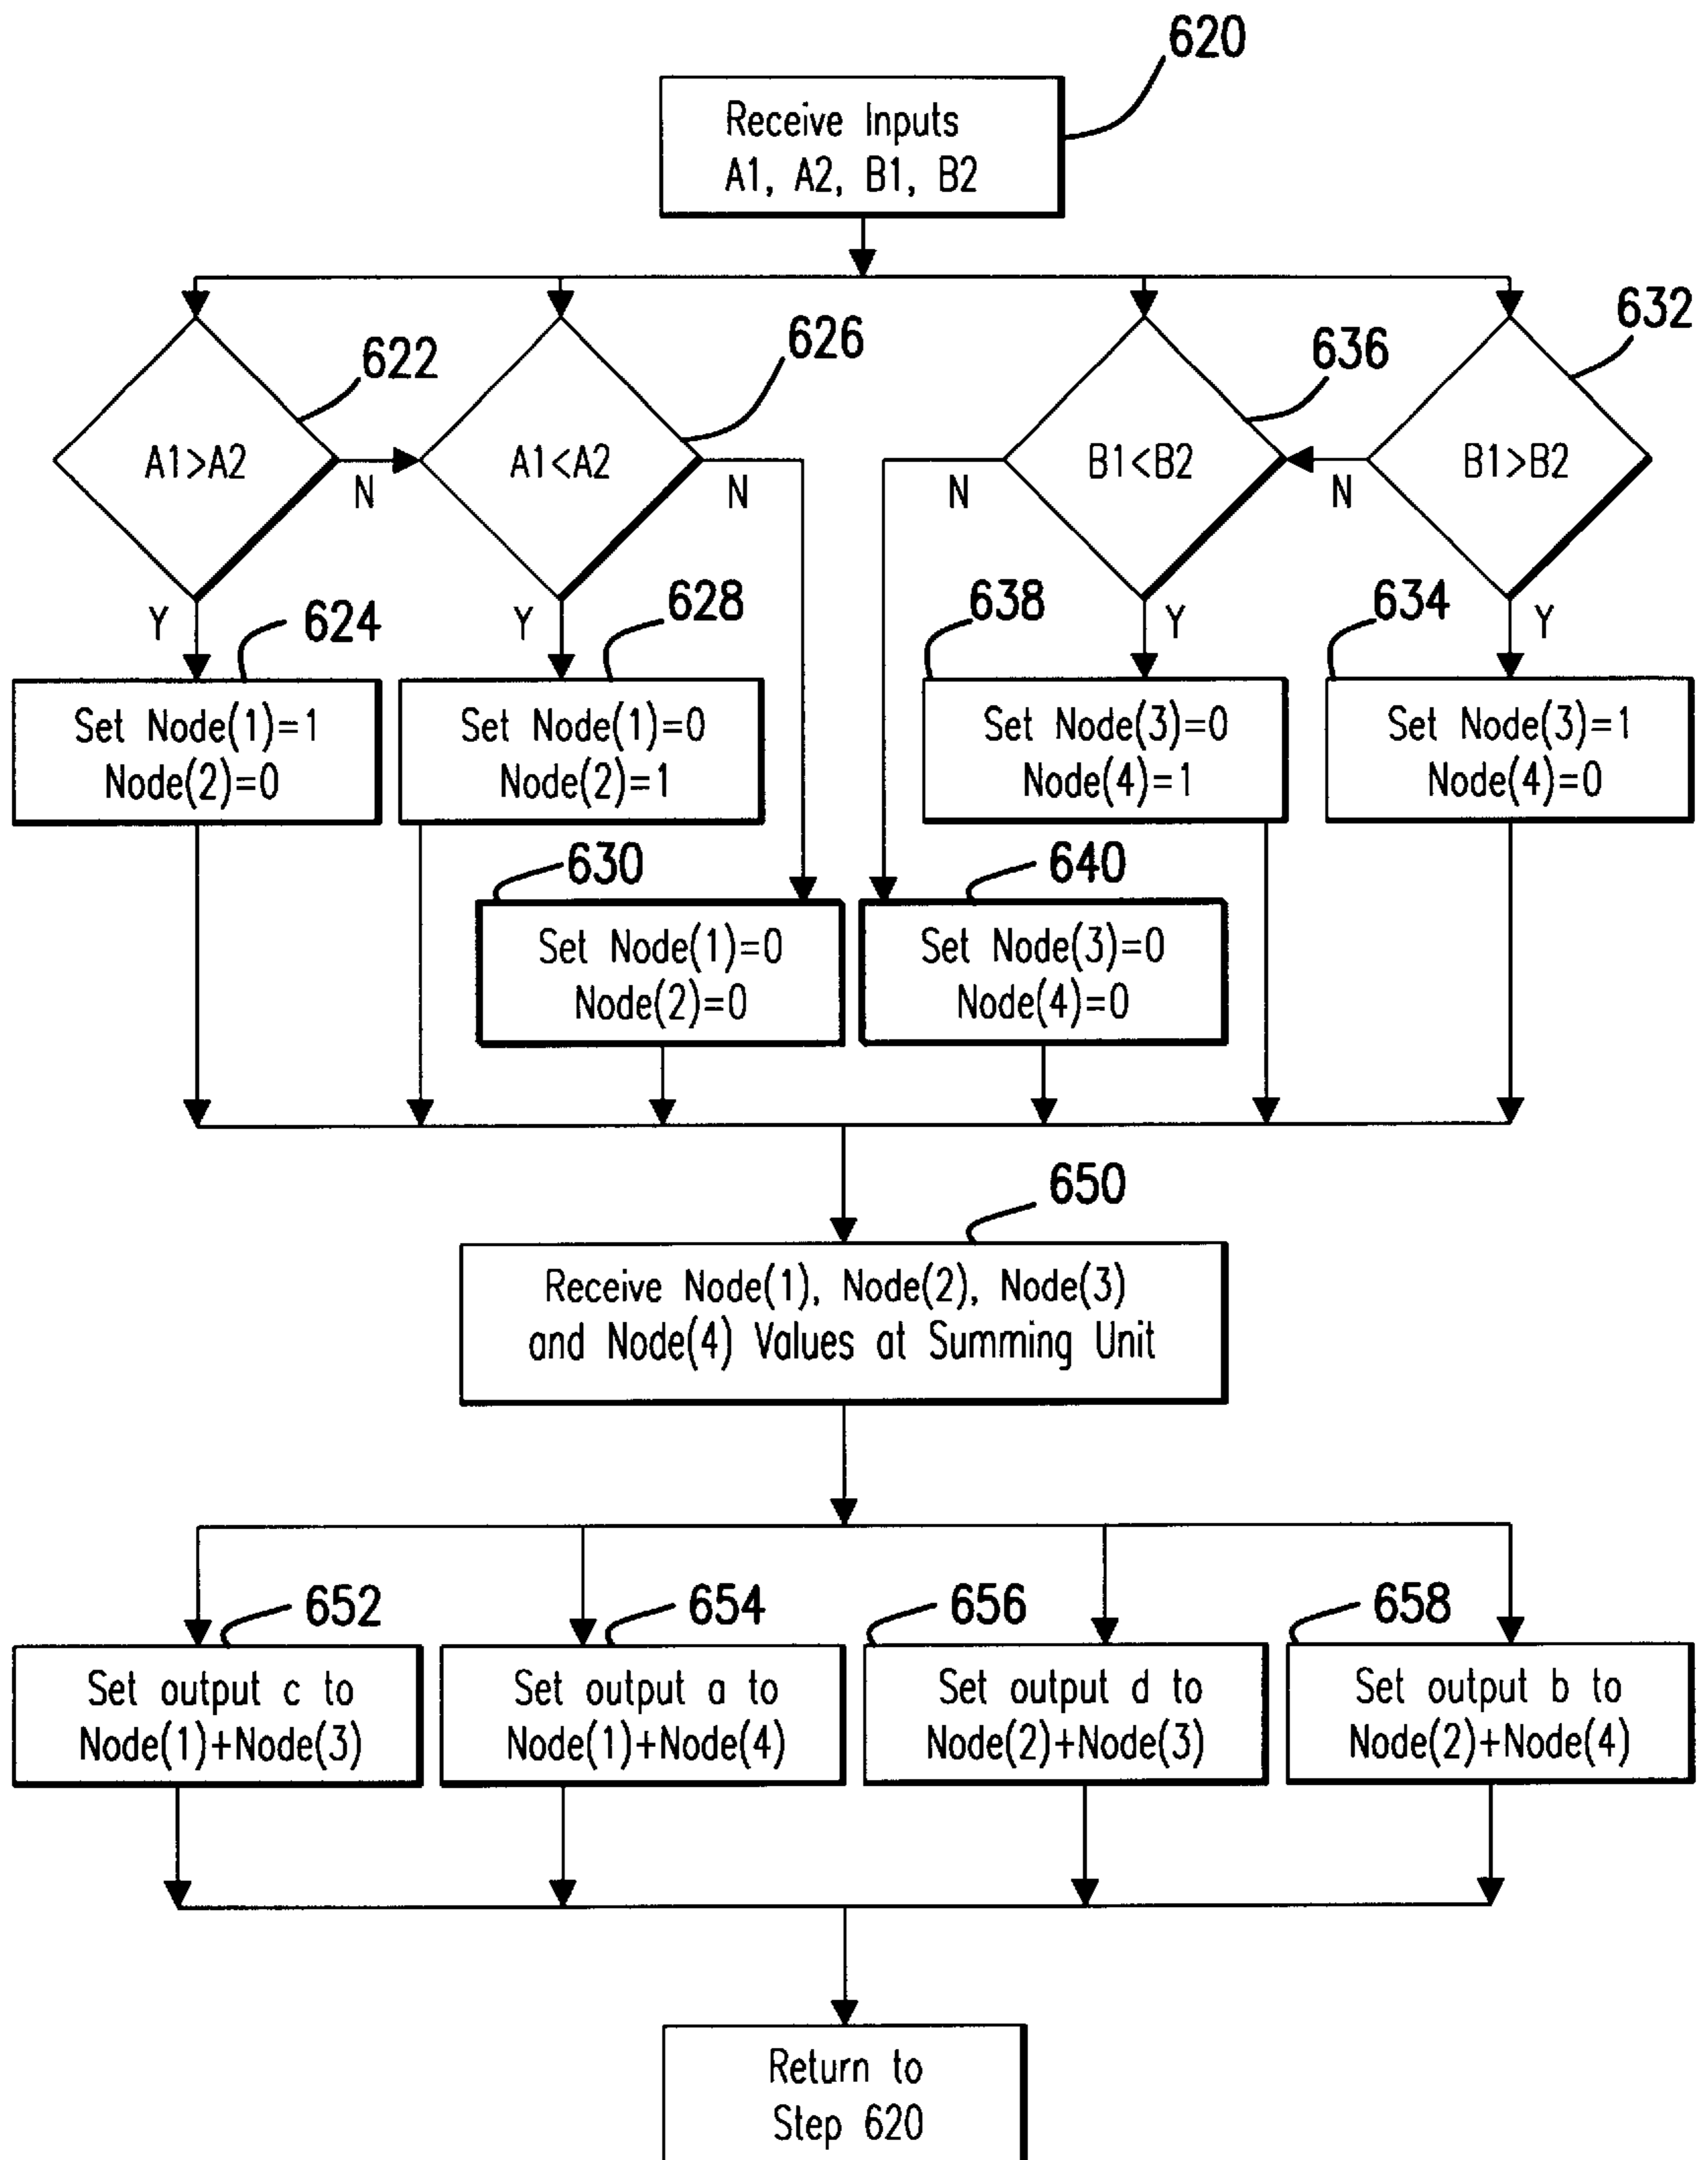 620
Receive Inputs
A1, A2, B1, B2
622
626
636
632
A1>A2
A1<A2
B1<B2
B1>B2
N
N
N
N
Y
Y
Y
Y
624
628
638
634
Set Node(1)=1
Node(2)=0
Set Node(1)=0
Node(2)=1
Set Node(3)=0
Node(4)=1
Set Node(3)=1
Node(4)=0
630
640
Set Node(1)=0
Node(2)=0
Set Node(3)=0
Node(4)=0
650
Receive Node(1), Node(2), Node(3)
and Node(4) Values at Summing Unit
652
654
656
658
Set output c to
Node(1)+Node(3)
Set output a to
Node(1)+Node(4)
Set output d to
Node(2)+Node(3)
Set output b to
Node(2)+Node(4)
Return to
Step 620